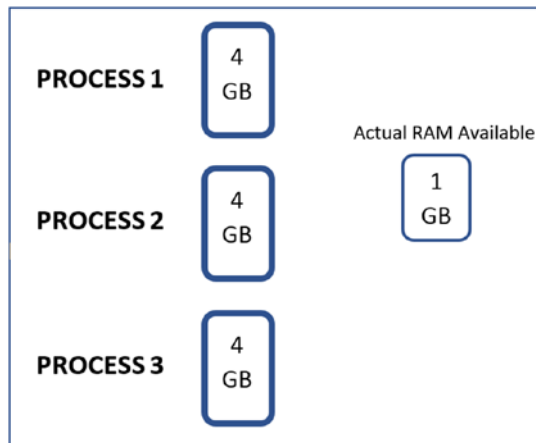 PROCESS 1
4
GB
Actual RAM Available
1
GB
PROCESS 2
4
GB
PROCESS 3
4
GB